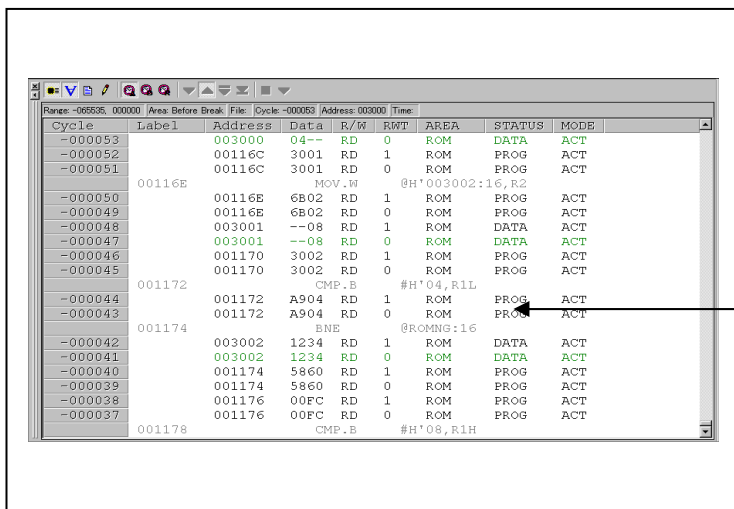 Range: -065535, 000000 Area: Before Break File: Cycle: -000053 Address: 003000 Time:
Cycle Label Address Data R/W RWT AREA STATUS MODE
-000053 003000 04-- RD 0 ROM DATA ACT
-000052 00116C 3001 RD 1 ROM PROG ACT
-000051 00116C 3001 RD 0 ROM PROG ACT
00116E MOV.W @H'003002:16,R2
-000050 00116E 6B02 RD 1 ROM PROG ACT
-000049 00116E 6B02 RD 0 ROM PROG ACT
-000048 003001 --08 RD 1 ROM DATA ACT
-000047 003001 --08 RD 0 ROM DATA ACT
-000046 001170 3002 RD 1 ROM PROG ACT
-000045 001170 3002 RD 0 ROM PROG ACT
001172 CMP.B #H'04,R1L
-000044 001172 A904 RD 1 ROM PROG ACT
-000043 001172 A904 RD 0 ROM PROG ACT
001174 BNE @ROMNG:16
-000042 003002 1234 RD 1 ROM DATA ACT
-000041 003002 1234 RD 0 ROM DATA ACT
-000040 001174 5860 RD 1 ROM PROG ACT
-000039 001174 5860 RD 0 ROM PROG ACT
-000038 001176 00FC RD 1 ROM PROG ACT
-000037 001176 00FC RD 0 ROM PROG ACT
001178 CMP.B #H'08,R1H